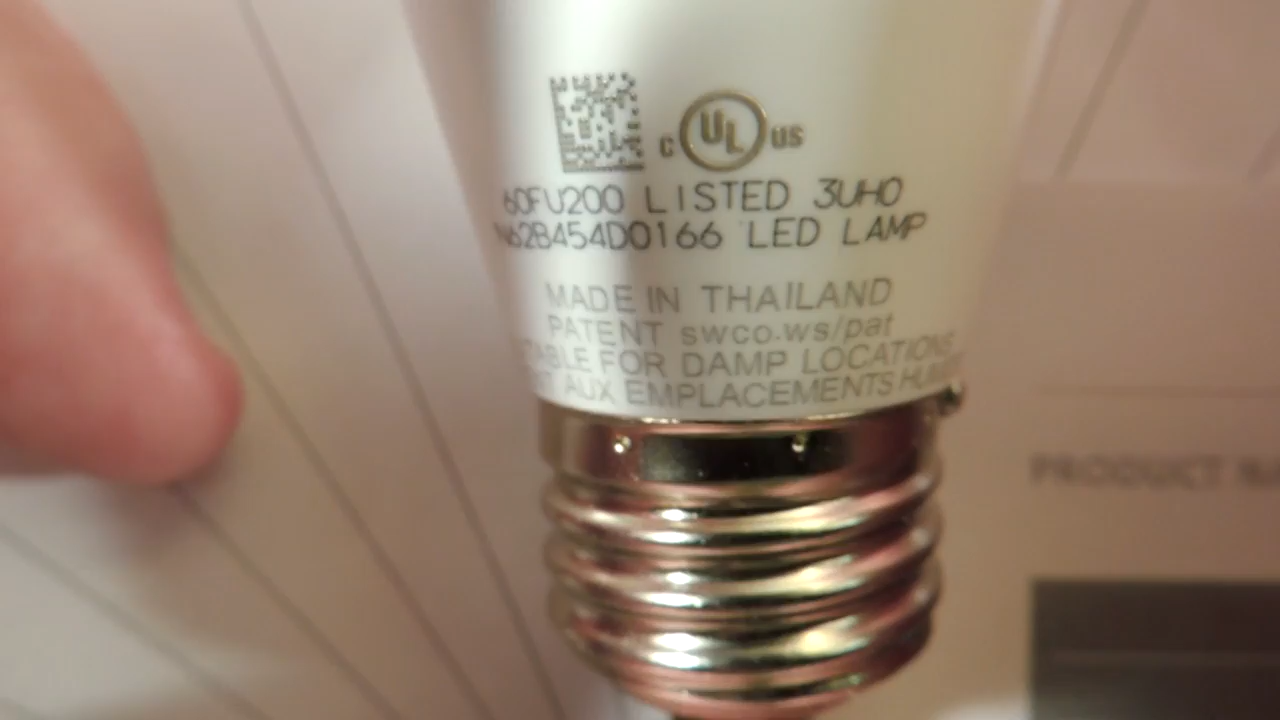 c UL US
60FU200 LISTED 3UH0
N62B454D0166 LED LAMP
MADE IN THAILAND
PATENT swco.ws/pat
FOR DAMP LOCATIONS
AUX EMPLACEMENTS
PRODUCT